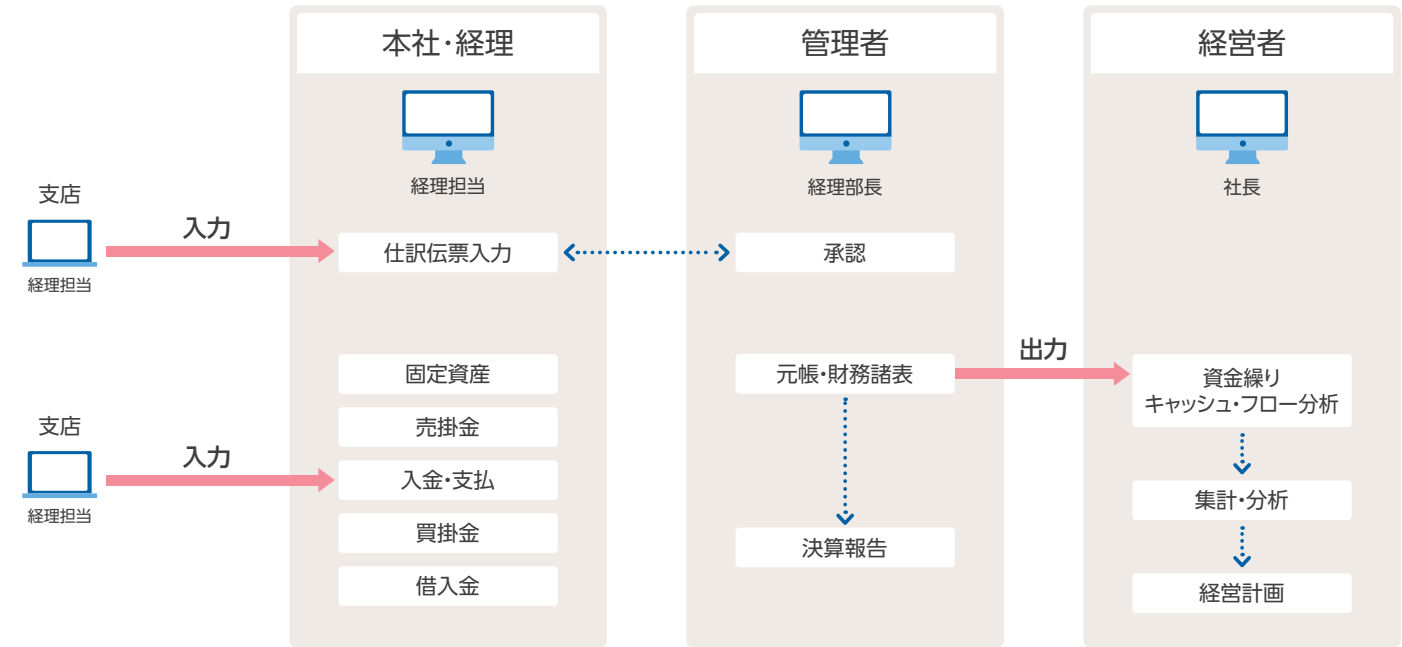 本社・経理
経理担当
支店
経理担当
入力
仕訳伝票入力
固定資産
売掛金
支店
経理担当
入力
入金・支払
買掛金
借入金
管理者
経理部長
承認
元帳・財務諸表
決算報告
出力
経営者
社長
資金繰り
キャッシュ・フロー分析
集計・分析
経営計画